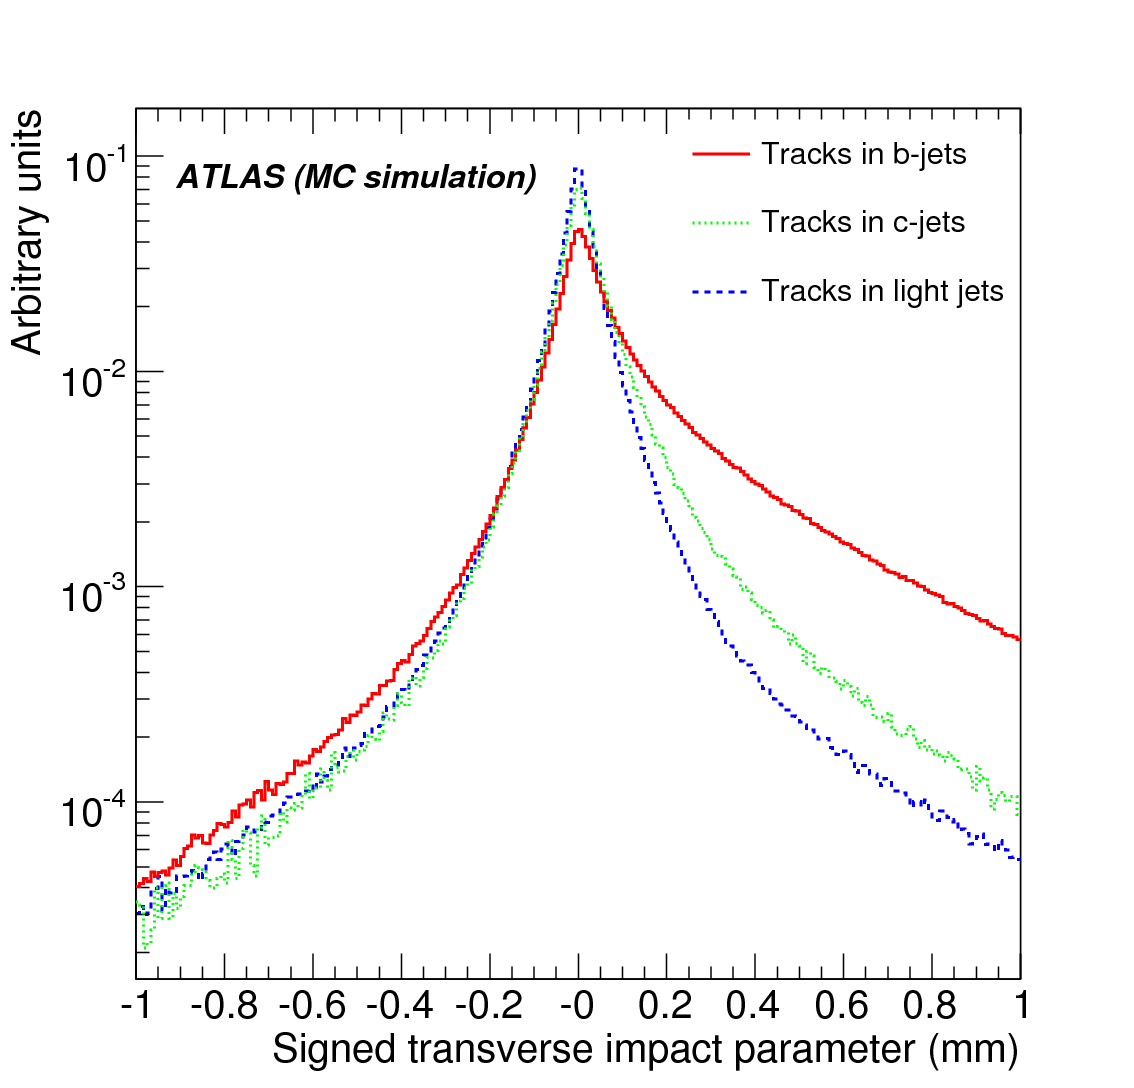 ATLAS (MC simulation)
Tracks in b-jets
Tracks in c-jets
Tracks in light jets
Arbitrary units
10-1
10-2
10-3
10-4
-1 -0.8 -0.6 -0.4 -0.2 -0 0.2 0.4 0.6 0.8 1
Signed transverse impact parameter (mm)